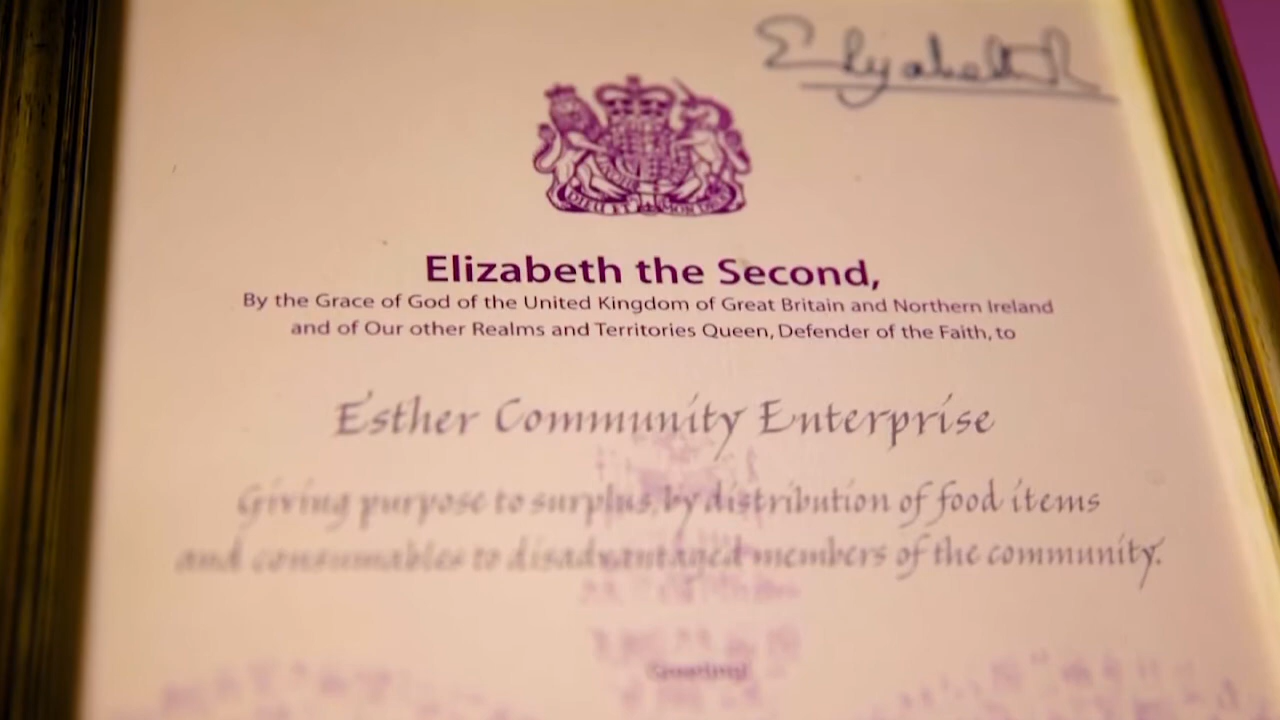 Elizabeth R
Elizabeth the Second,
By the Grace of God of the United Kingdom of Great Britain and Northern Ireland
and of Our other Realms and Territories Queen, Defender of the Faith, to
Esther Community Enterprise
Giving purpose to surplus, by distribution of food items
and consumables to disadvantaged members of the community.
Greeting!